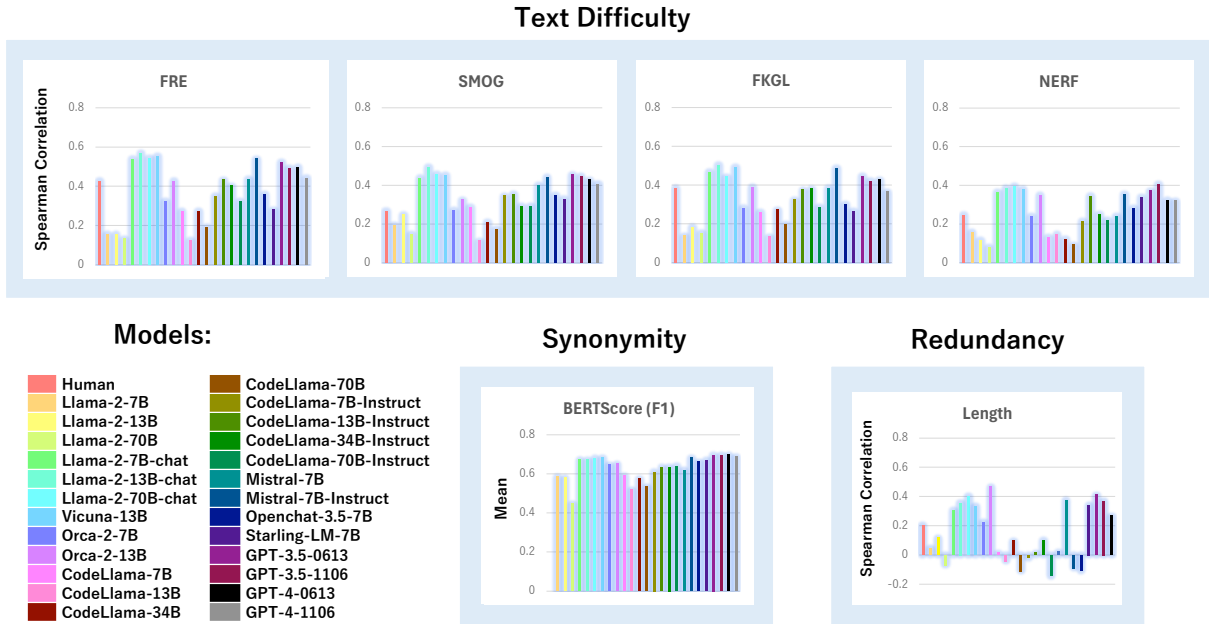 Text Difficulty
FRE
SMOG
FKGL
NERF
Spearman Correlation
0.8
0.6
0.4
0.2
0
0.8
0.6
0.4
0.2
0
0.8
0.6
0.4
0.2
0
0.8
0.6
0.4
0.2
0
Models:
Human
Llama-2-7B
Llama-2-13B
Llama-2-70B
Llama-2-7B-chat
Llama-2-13B-chat
Llama-2-70B-chat
Vicuna-13B
Orca-2-7B
Orca-2-13B
CodeLlama-7B
CodeLlama-13B
CodeLlama-34B
CodeLlama-70B
CodeLlama-7B-Instruct
CodeLlama-13B-Instruct
CodeLlama-34B-Instruct
CodeLlama-70B-Instruct
Mistral-7B
Mistral-7B-Instruct
Openchat-3.5-7B
Starling-LM-7B
GPT-3.5-0613
GPT-3.5-1106
GPT-4-0613
GPT-4-1106
Synonymity
BERTScore (F1)
Mean
0.8
0.6
0.4
0.2
0
Redundancy
Length
Spearman Correlation
0.8
0.6
0.4
0.2
0
-0.2